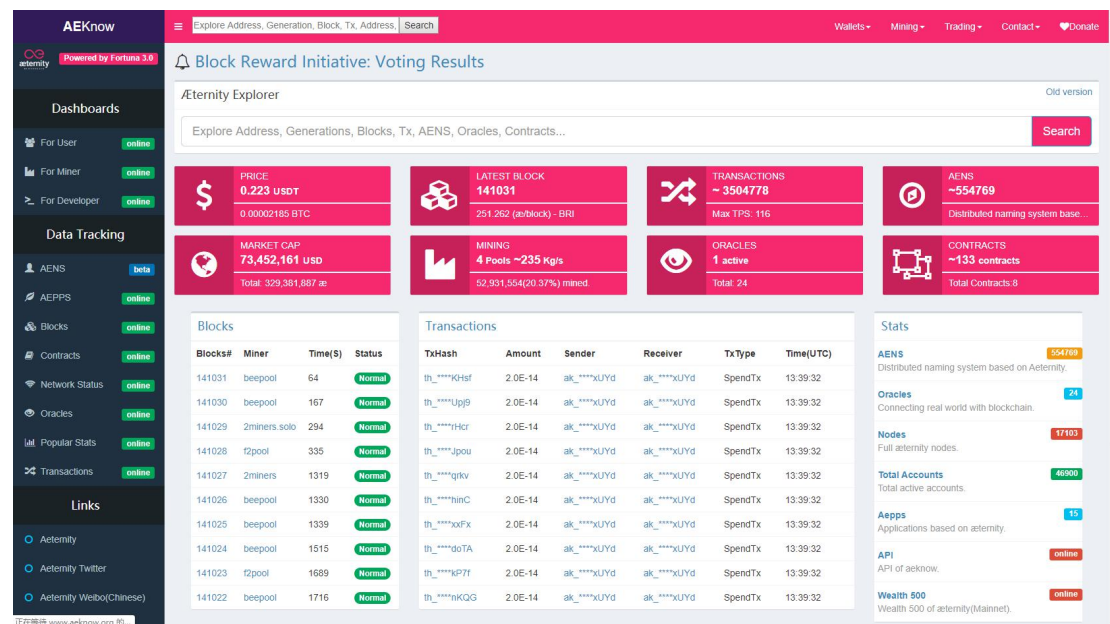 AEKnow
Explore Address, Generation, Block, Tx, Address, Search
Wallets Mining Trading Contact Donate
æternity Powered by Fortuna 3.0
Block Reward Initiative: Voting Results
Æternity Explorer
Old version
Explore Address, Generations, Blocks, Tx, AENS, Oracles, Contracts...
Search
Dashboards
For User online
For Miner online
For Developer online
Data Tracking
AENS beta
AEPPS online
Blocks online
Contracts online
Network Status online
Oracles online
Popular Stats online
Transactions online
Links
Aeternity
Aeternity Twitter
Aeternity Weibo(Chinese)
正在等待 www.aeknow.org 的...
PRICE
0.223 USDT
0.00002185 BTC
LATEST BLOCK
141031
251.262 (æ/block) - BRI
TRANSACTIONS
~ 3504778
Max TPS: 116
AENS
~554769
Distributed naming system base...
MARKET CAP
73,452,161 USD
Total: 329,381,887 æ
MINING
4 Pools ~235 Kg/s
52,931,554(20.37%) mined.
ORACLES
1 active
Total: 24
CONTRACTS
~133 contracts
Total Contracts:8
Blocks
Blocks# Miner Time(S) Status
141031 beepool 64 Normal
141030 beepool 167 Normal
141029 2miners.solo 294 Normal
141028 f2pool 335 Normal
141027 2miners 1319 Normal
141026 beepool 1330 Normal
141025 beepool 1339 Normal
141024 beepool 1515 Normal
141023 f2pool 1689 Normal
141022 beepool 1716 Normal
Transactions
TxHash Amount Sender Receiver TxType Time(UTC)
th_****KHsf 2.0E-14 ak_****xUYd ak_****xUYd SpendTx 13:39:32
th_****Upj9 2.0E-14 ak_****xUYd ak_****xUYd SpendTx 13:39:32
th_****rHcr 2.0E-14 ak_****xUYd ak_****xUYd SpendTx 13:39:32
th_****Jpou 2.0E-14 ak_****xUYd ak_****xUYd SpendTx 13:39:32
th_****qrkv 2.0E-14 ak_****xUYd ak_****xUYd SpendTx 13:39:32
th_****hinC 2.0E-14 ak_****xUYd ak_****xUYd SpendTx 13:39:32
th_****xxFx 2.0E-14 ak_****xUYd ak_****xUYd SpendTx 13:39:32
th_****doTA 2.0E-14 ak_****xUYd ak_****xUYd SpendTx 13:39:32
th_****kP7f 2.0E-14 ak_****xUYd ak_****xUYd SpendTx 13:39:32
th_****nKQG 2.0E-14 ak_****xUYd ak_****xUYd SpendTx 13:39:32
Stats
AENS 554769
Distributed naming system based on Aeternity.
Oracles 24
Connecting real world with blockchain.
Nodes 17103
Full æternity nodes.
Total Accounts 46900
Total active accounts.
Aepps 15
Applications based on æternity.
API online
API of aeknow.
Wealth 500 online
Wealth 500 of æternity(Mainnet).